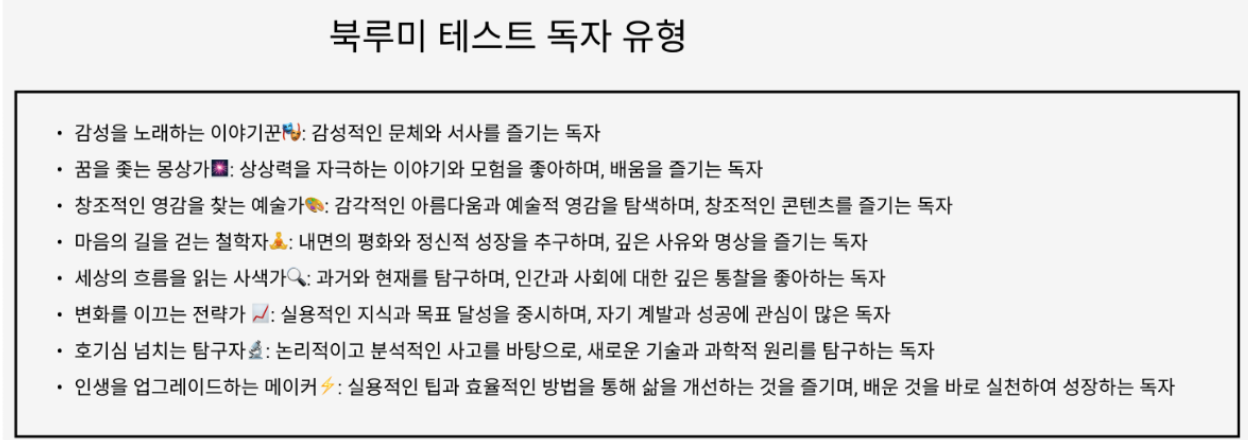 북루미 테스트 독자 유형
• 감성을 노래하는 이야기꾼🎭: 감성적인 문체와 서사를 즐기는 독자
• 꿈을 좇는 몽상가🎆: 상상력을 자극하는 이야기와 모험을 좋아하며, 배움을 즐기는 독자
• 창조적인 영감을 찾는 예술가🎨: 감각적인 아름다움과 예술적 영감을 탐색하며, 창조적인 콘텐츠를 즐기는 독자
• 마음의 길을 걷는 철학자🧘: 내면의 평화와 정신적 성장을 추구하며, 깊은 사유와 명상을 즐기는 독자
• 세상의 흐름을 읽는 사색가🔍: 과거와 현재를 탐구하며, 인간과 사회에 대한 깊은 통찰을 좋아하는 독자
• 변화를 이끄는 전략가 📈: 실용적인 지식과 목표 달성을 중시하며, 자기 계발과 성공에 관심이 많은 독자
• 호기심 넘치는 탐구자🔬: 논리적이고 분석적인 사고를 바탕으로, 새로운 기술과 과학적 원리를 탐구하는 독자
• 인생을 업그레이드하는 메이커⚡: 실용적인 팁과 효율적인 방법을 통해 삶을 개선하는 것을 즐기며, 배운 것을 바로 실천하여 성장하는 독자